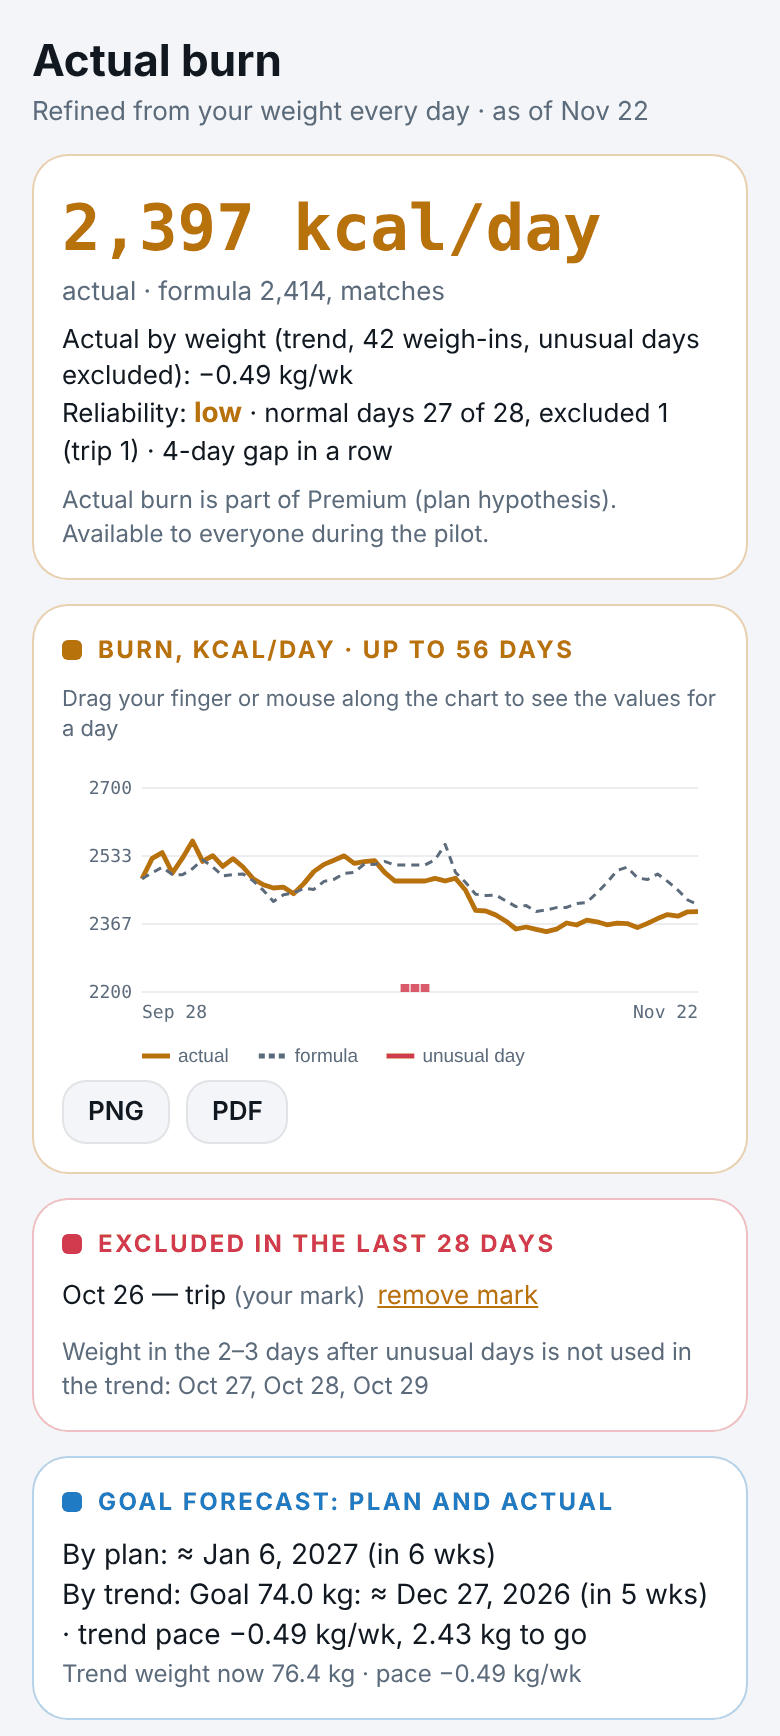 Actual burn
Refined from your weight every day · as of Nov 22
2,397 kcal/day
actual · formula 2,414, matches
Actual by weight (trend, 42 weigh-ins, unusual days
excluded): −0.49 kg/wk
Reliability: low · normal days 27 of 28, excluded 1
(trip 1) · 4-day gap in a row
Actual burn is part of Premium (plan hypothesis).
Available to everyone during the pilot.
BURN, KCAL/DAY · UP TO 56 DAYS
Drag your finger or mouse along the chart to see the values for
a day
2700
2533
2367
2200
Sep 28 Nov 22
actual formula unusual day
PNG PDF
EXCLUDED IN THE LAST 28 DAYS
Oct 26 — trip (your mark) remove mark
Weight in the 2–3 days after unusual days is not used in
the trend: Oct 27, Oct 28, Oct 29
GOAL FORECAST: PLAN AND ACTUAL
By plan: ≈ Jan 6, 2027 (in 6 wks)
By trend: Goal 74.0 kg: ≈ Dec 27, 2026 (in 5 wks)
· trend pace −0.49 kg/wk, 2.43 kg to go
Trend weight now 76.4 kg · pace −0.49 kg/wk